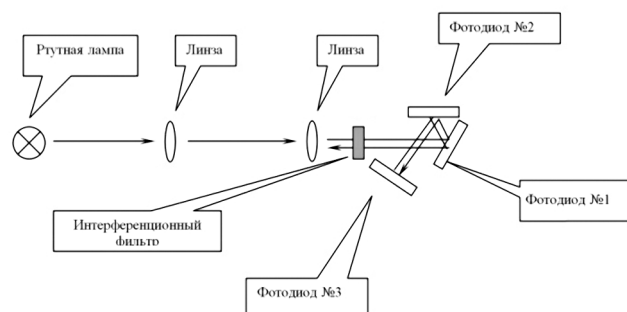 Ртутная лампа
Линза
Линза
Фотодиод №2
Фотодиод №1
Интерференционный
фильтр
Фотодиод №3